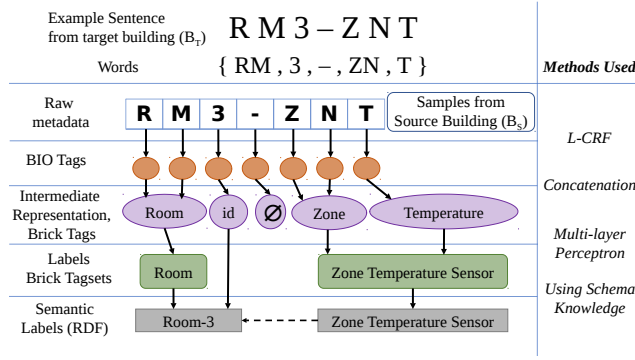 Example Sentence
from target building (B_T)
R M 3 – Z N T
Words
{ RM , 3 , – , ZN , T }
Methods Used
Raw
metadata
R M 3 - Z N T
Samples from
Source Building (B_S)
L-CRF
BIO Tags
Concatenation
Intermediate
Representation,
Brick Tags
Room
id
Ø
Zone
Temperature
Multi-layer
Perceptron
Labels
Brick Tagsets
Room
Zone Temperature Sensor
Using Schema
Knowledge
Semantic
Labels (RDF)
Room-3
Zone Temperature Sensor